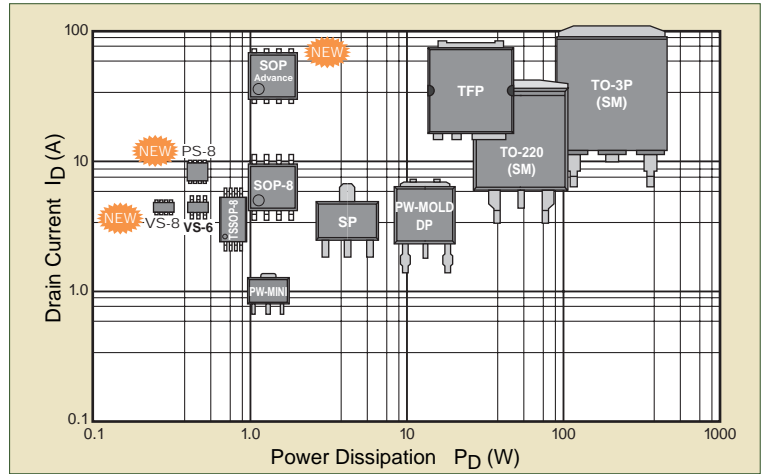 100
10
1.0
0.1
Drain Current ID (A)
NEW
SOP
Advance
NEW
PS-8
NEW
VS-8
VS-6
TSSOP-8
SOP-8
PW-MINI
SP
PW-MOLD
DP
TFP
TO-220
(SM)
TO-3P
(SM)
0.1
1.0
10
100
1000
Power Dissipation PD (W)